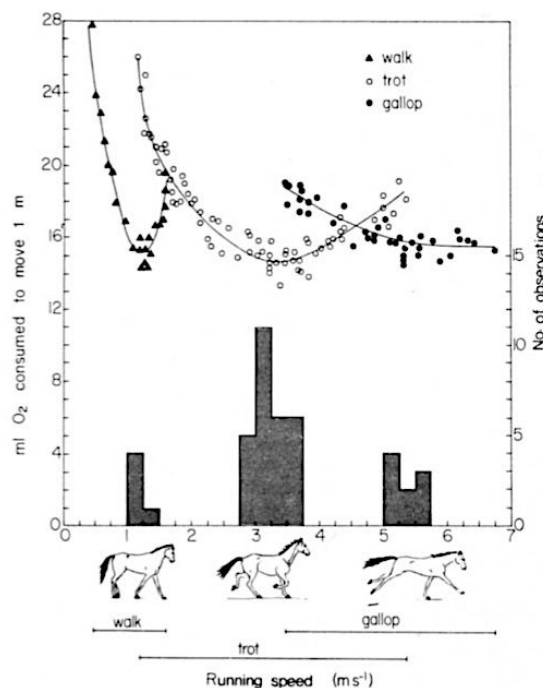 28
24
20
16
12
8
4
0
ml O2 consumed to move 1 m
▲ walk
○ trot
● gallop
15
10
5
0
No. of observations
0 1 2 3 4 5 6 7
walk
gallop
trot
Running speed (m s⁻¹)